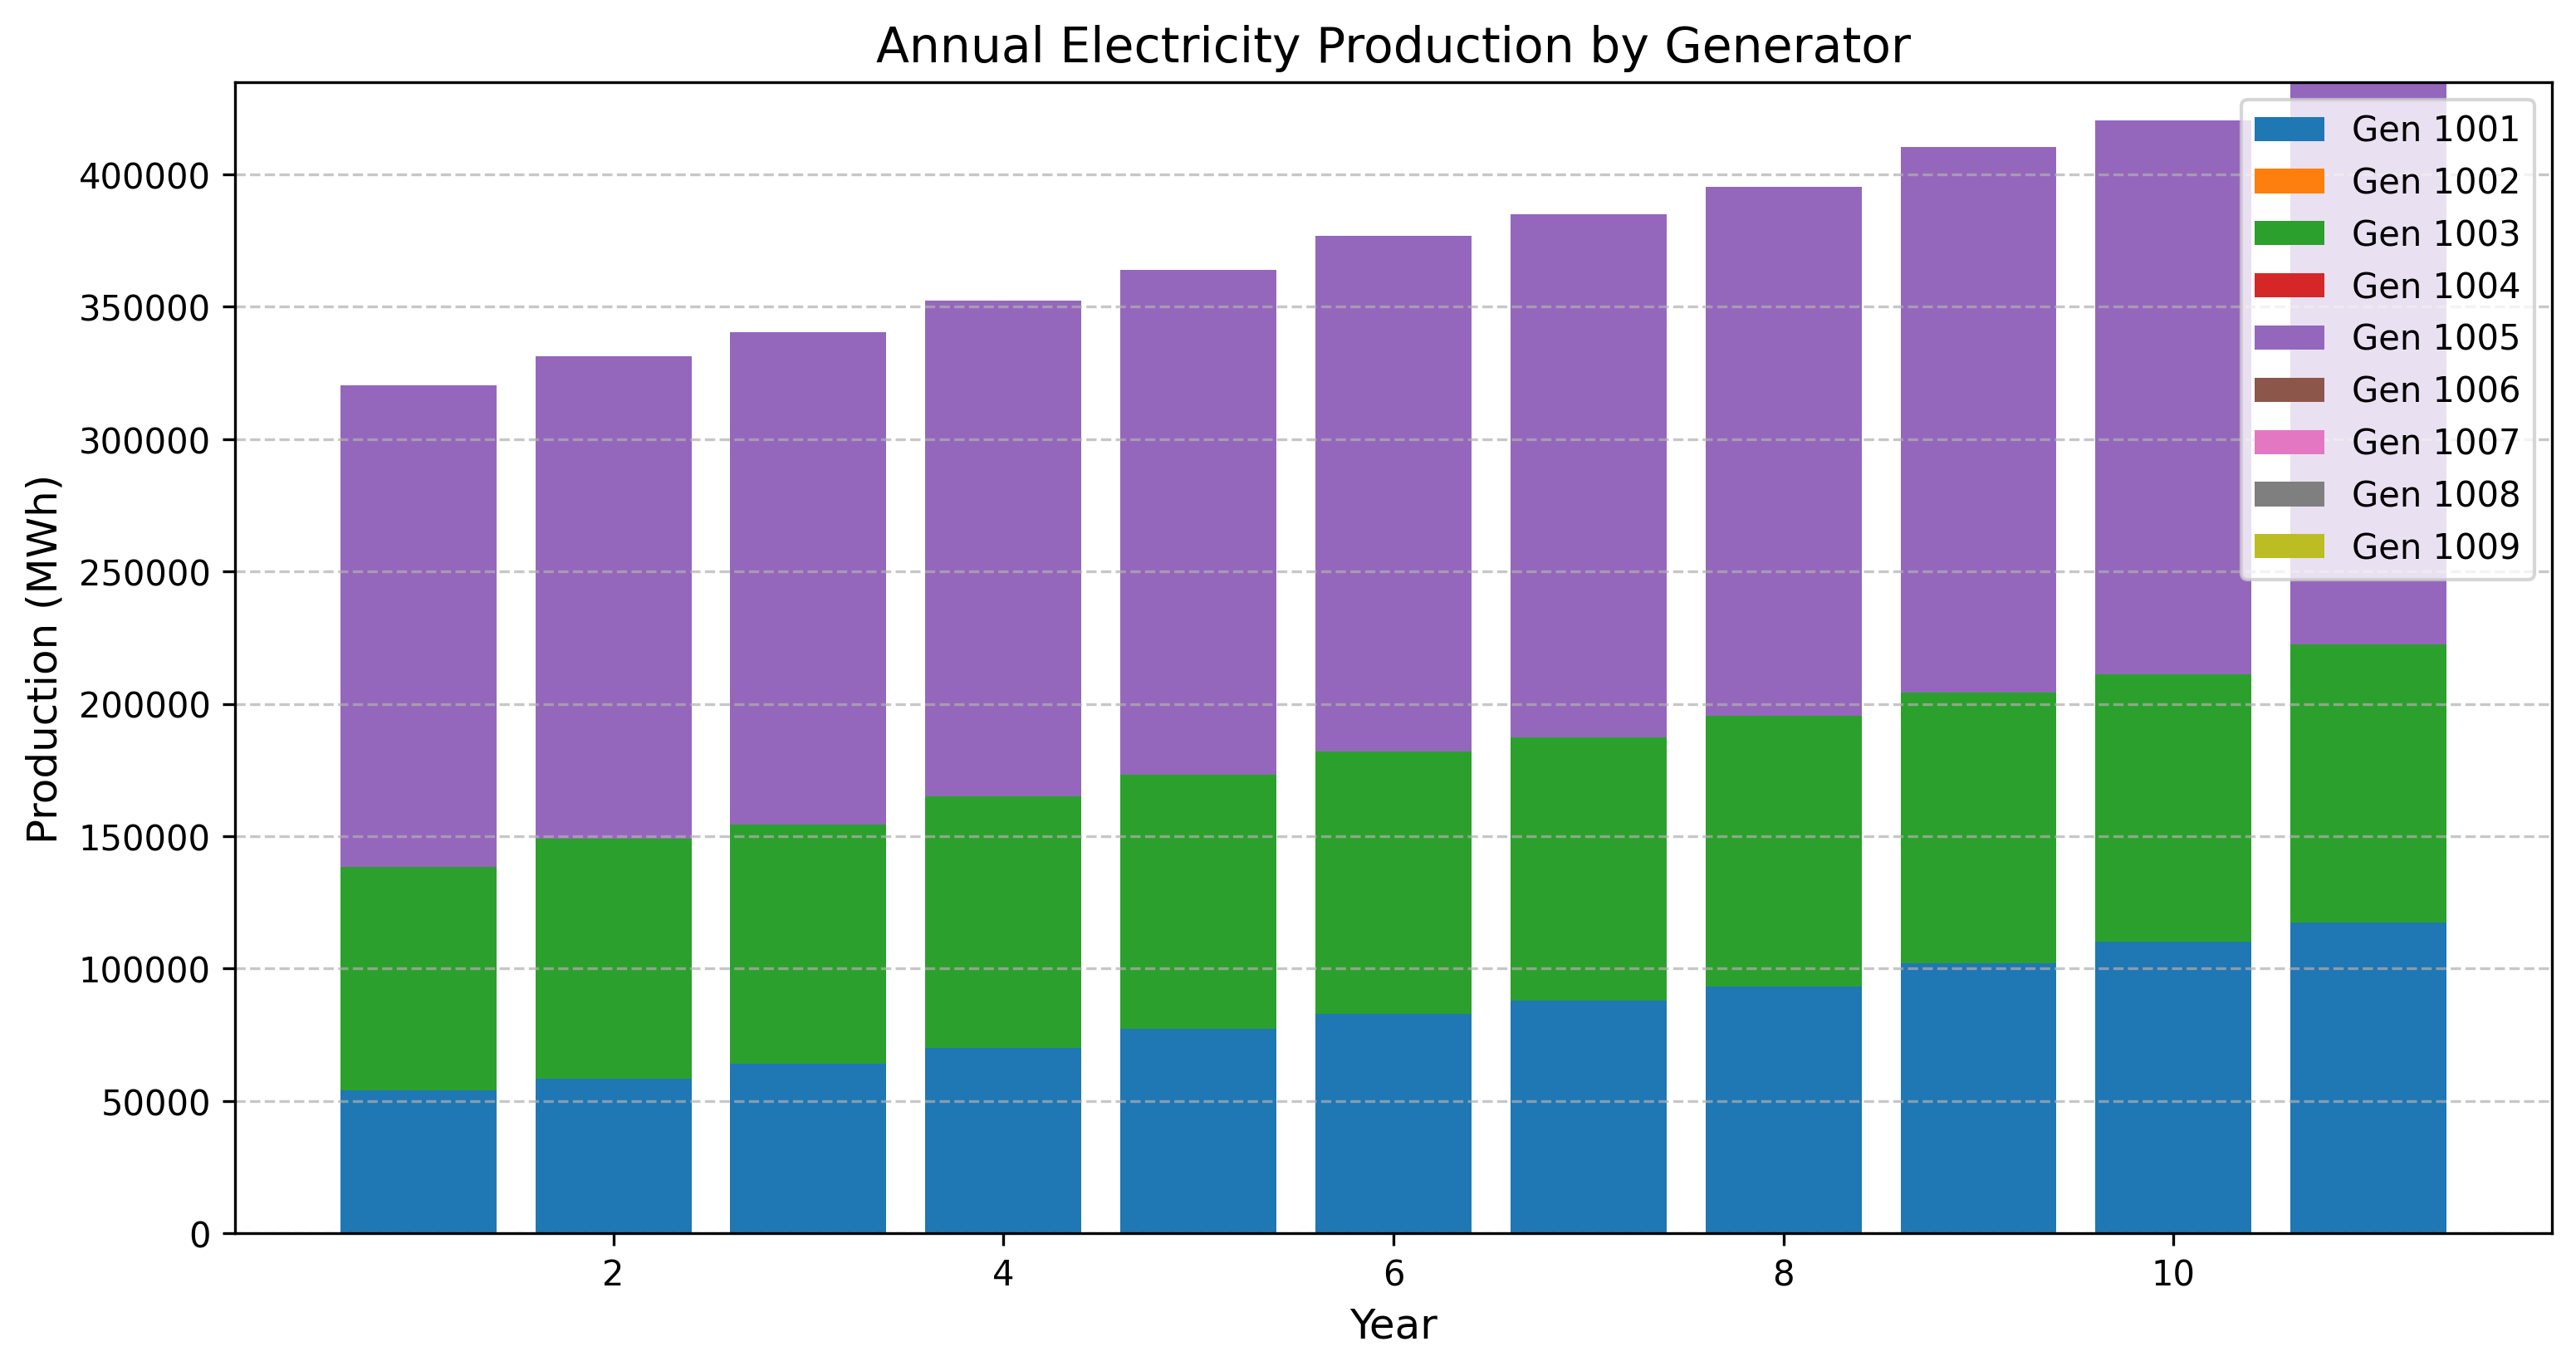 Annual Electricity Production by Generator
Production (MWh)
400000
350000
300000
250000
200000
150000
100000
50000
0
2
4
6
8
10
Year
Gen 1001
Gen 1002
Gen 1003
Gen 1004
Gen 1005
Gen 1006
Gen 1007
Gen 1008
Gen 1009